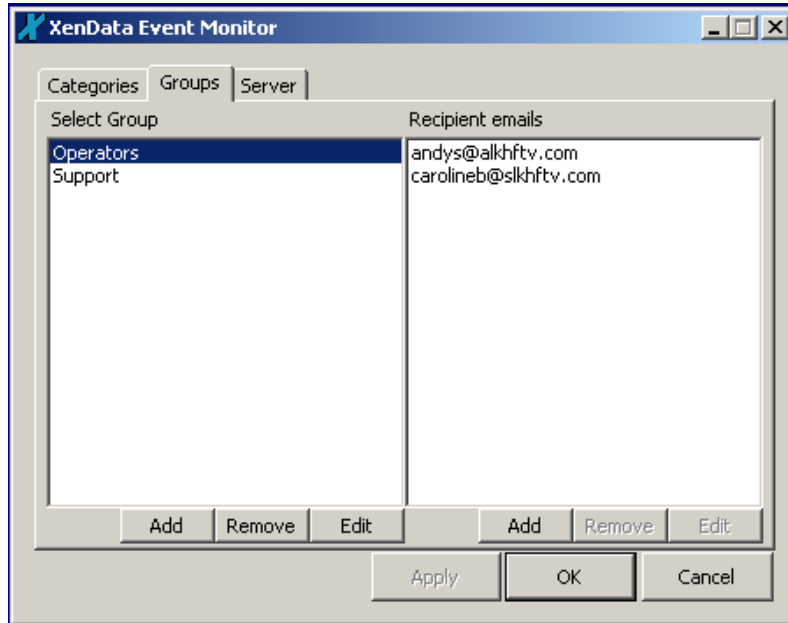 XenData Event Monitor
Categories Groups Server
Select Group Recipient emails
Operators andys@alkhftv.com
Support carolineb@slkhftv.com
Add Remove Edit Add Remove Edit
Apply OK Cancel